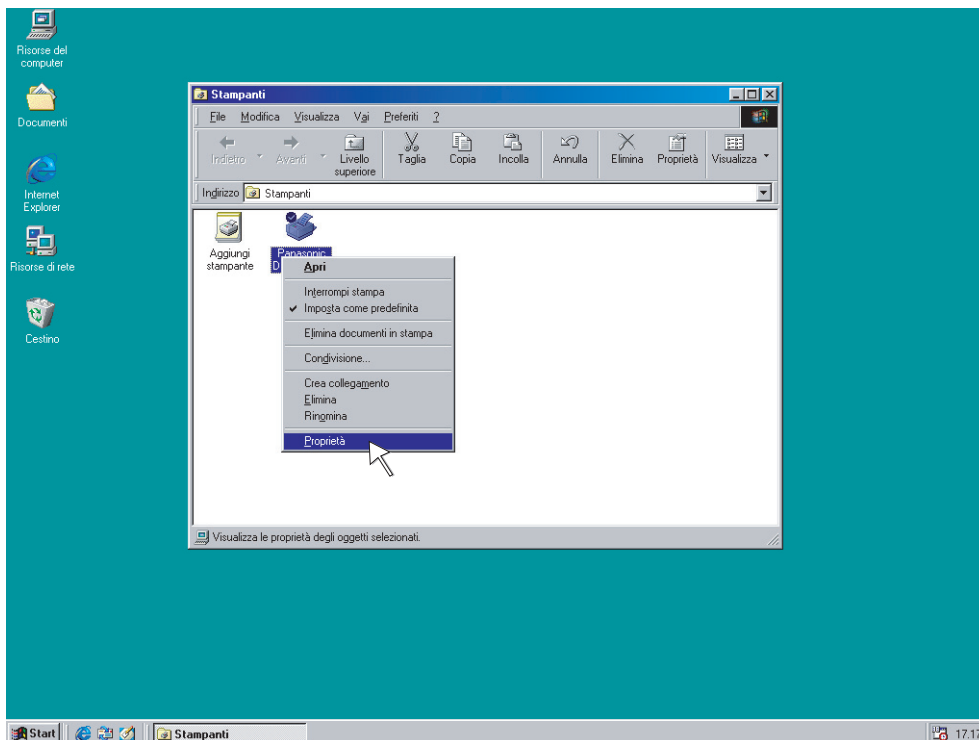 Risorse del
computer
Documenti
Internet
Explorer
Risorse di rete
Cestino
Stampanti
File Modifica Visualizza Vai Preferiti ?
Indietro Avanti Livello
superiore Taglia Copia Incolla Annulla Elimina Proprietà Visualizza
Indirizzo Stampanti
Aggiungi
stampante
Panasonic
D
Apri
Interrompi stampa
Imposta come predefinita
Elimina documenti in stampa
Condivisione...
Crea collegamento
Elimina
Rinomina
Proprietà
Visualizza le proprietà degli oggetti selezionati.
Start Stampanti